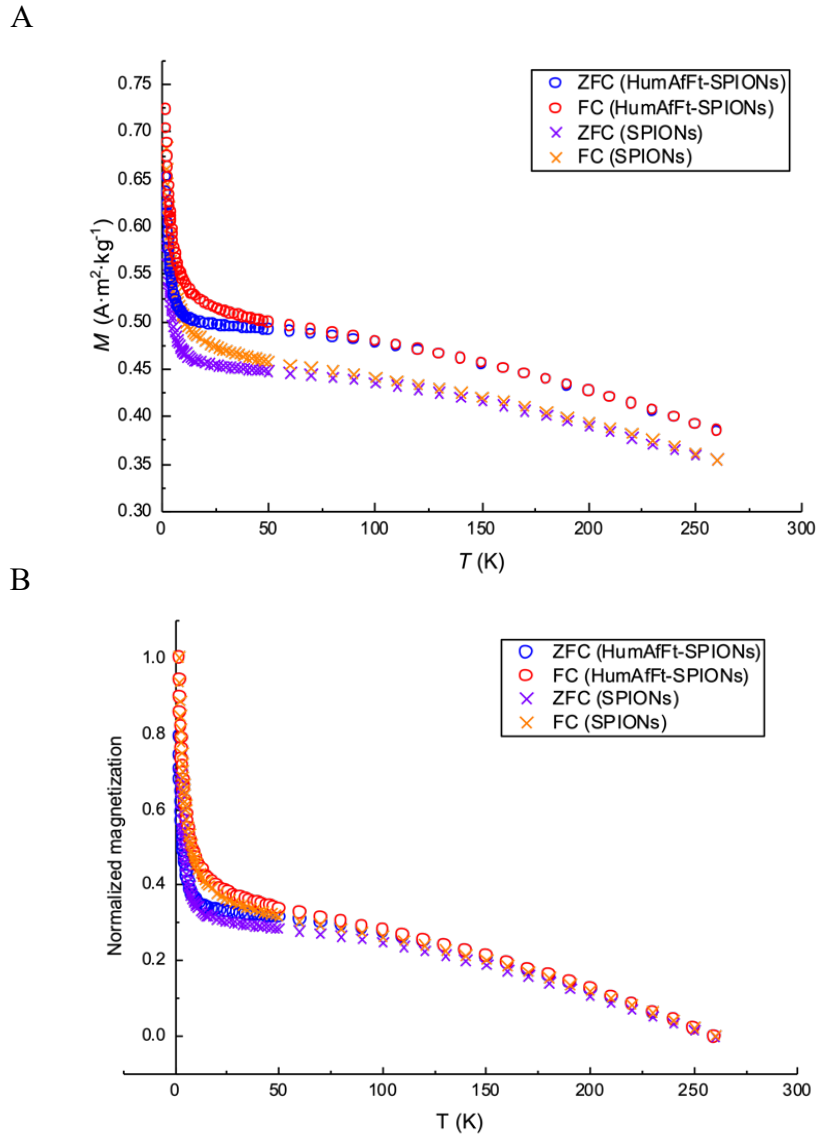 A
0.75
0.70
0.65
0.60
0.55
0.50
0.45
0.40
0.35
0.30
M (A·m²·kg⁻¹)
ZFC (HumAfFt-SPIONs)
FC (HumAfFt-SPIONs)
ZFC (SPIONs)
FC (SPIONs)
0 50 100 150 200 250 300
T (K)
B
1.0
0.8
0.6
0.4
0.2
0.0
Normalized magnetization
ZFC (HumAfFt-SPIONs)
FC (HumAfFt-SPIONs)
ZFC (SPIONs)
FC (SPIONs)
0 50 100 150 200 250 300
T (K)